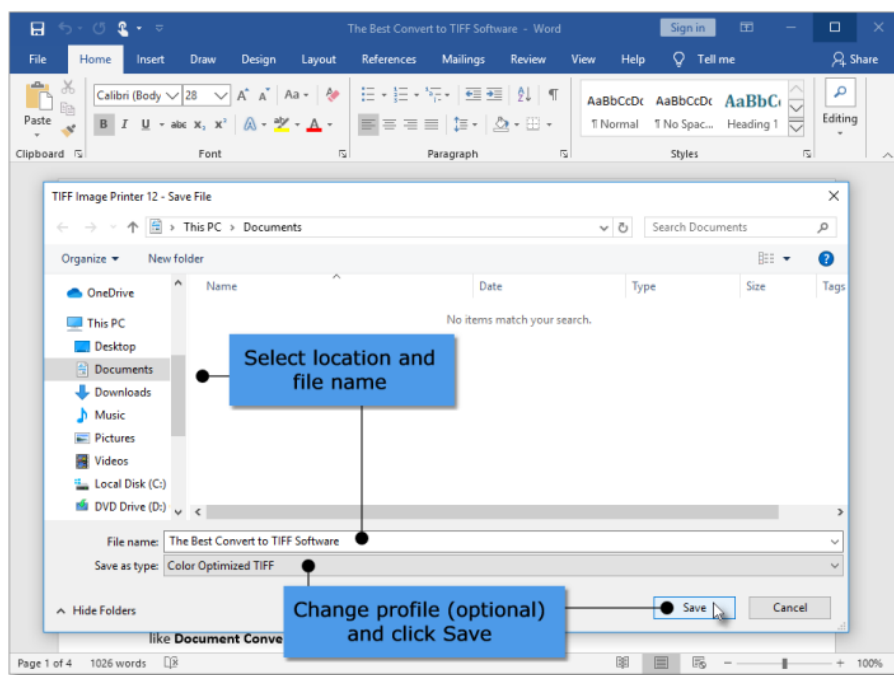 The Best Convert to TIFF Software - Word
Sign in
File Home Insert Draw Design Layout References Mailings Review View Help Tell me Share
Paste
Calibri (Body 28 A A Aa
B I U abc x₂ x² A aby A
AaBbCcDc AaBbCcDc AaBbC
¶ Normal ¶ No Spac... Heading 1
Editing
Clipboard Font Paragraph Styles
TIFF Image Printer 12 - Save File
This PC > Documents
Search Documents
Organize New folder
Name Date Type Size Tags
No items match your search.
OneDrive
This PC
Desktop
Documents
Downloads
Music
Pictures
Videos
Local Disk (C:)
DVD Drive (D:)
Select location and
file name
File name: The Best Convert to TIFF Software
Save as type: Color Optimized TIFF
Hide Folders
Change profile (optional)
and click Save
Save Cancel
like Document Conve
Page 1 of 4 1026 words
100%